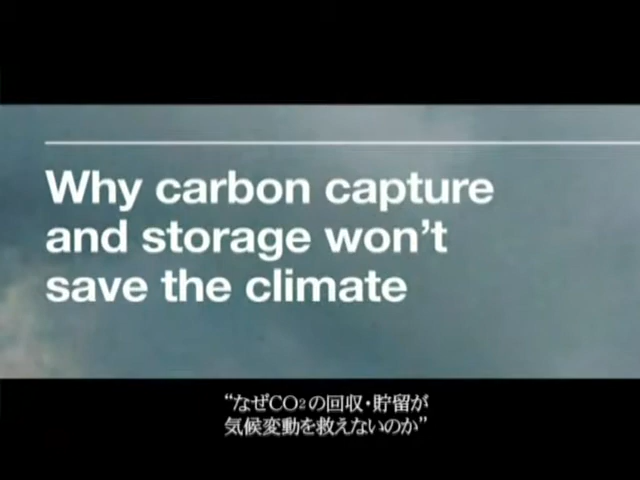 Why carbon capture
and storage won’t
save the climate
“なぜCO2の回収・貯留が
気候変動を救えないのか”